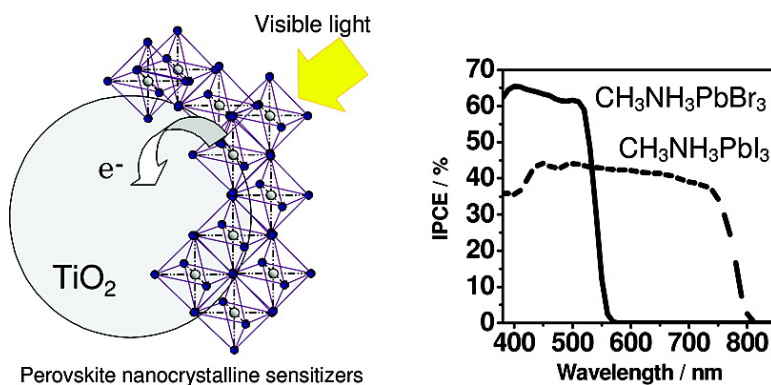 Visible light
e-
TiO₂
Perovskite nanocrystalline sensitizers
IPCE / %
70
60
50
40
30
20
10
0
CH₃NH₃PbBr₃
CH₃NH₃PbI₃
400 500 600 700 800
Wavelength / nm